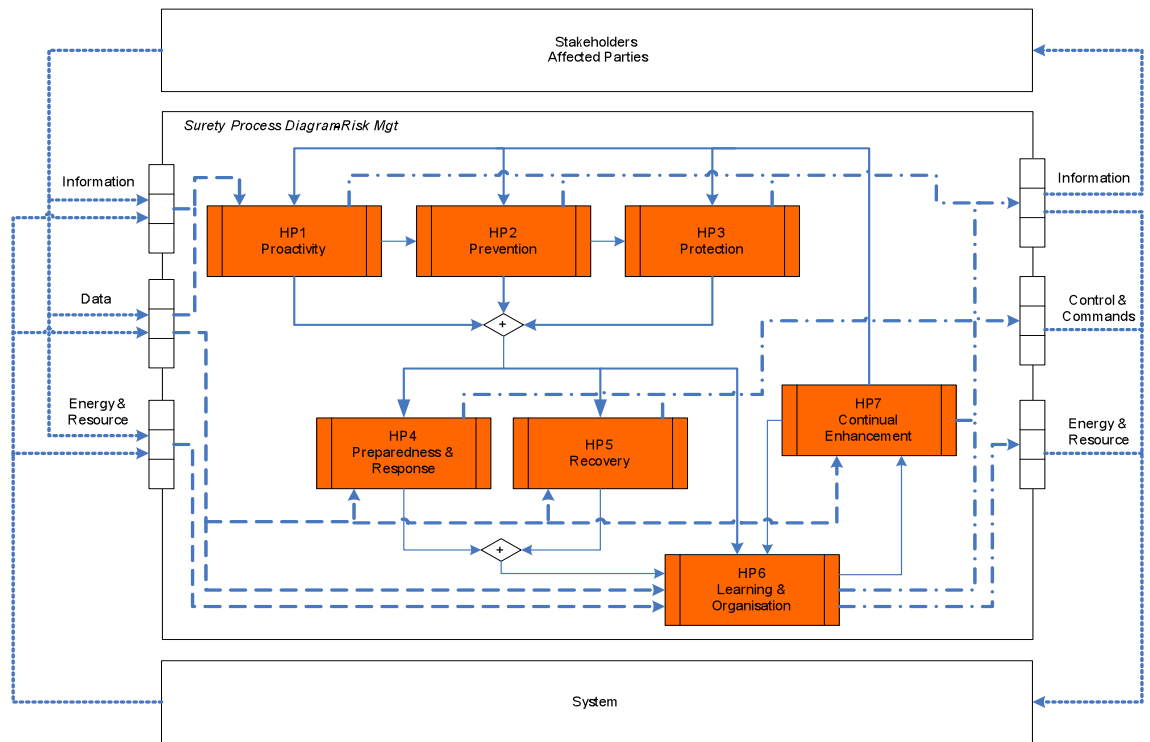 Stakeholders
Affected Parties
Surety Process Diagram-Risk Mgt
Information
Information
HP1
Proactivity
HP2
Prevention
HP3
Protection
Data
Control &
Commands
+
Energy &
Resource
HP4
Preparedness &
Response
HP5
Recovery
HP7
Continual
Enhancement
Energy &
Resource
+
HP6
Learning &
Organisation
System